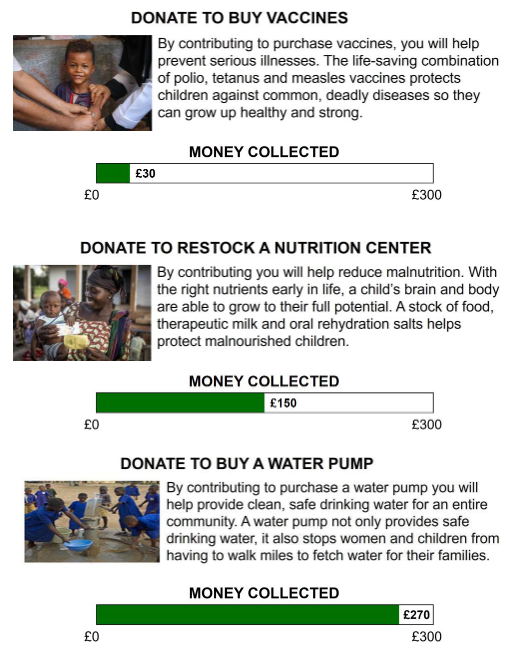 DONATE TO BUY VACCINES
By contributing to purchase vaccines, you will help
prevent serious illnesses. The life-saving combination
of polio, tetanus and measles vaccines protects
children against common, deadly diseases so they
can grow up healthy and strong.
MONEY COLLECTED
£30
£0 £300
DONATE TO RESTOCK A NUTRITION CENTER
By contributing you will help reduce malnutrition. With
the right nutrients early in life, a child's brain and body
are able to grow to their full potential. A stock of food,
therapeutic milk and oral rehydration salts helps
protect malnourished children.
MONEY COLLECTED
£150
£0 £300
DONATE TO BUY A WATER PUMP
By contributing to purchase a water pump you will
help provide clean, safe drinking water for an entire
community. A water pump not only provides safe
drinking water, it also stops women and children from
having to walk miles to fetch water for their families.
MONEY COLLECTED
£270
£0 £300